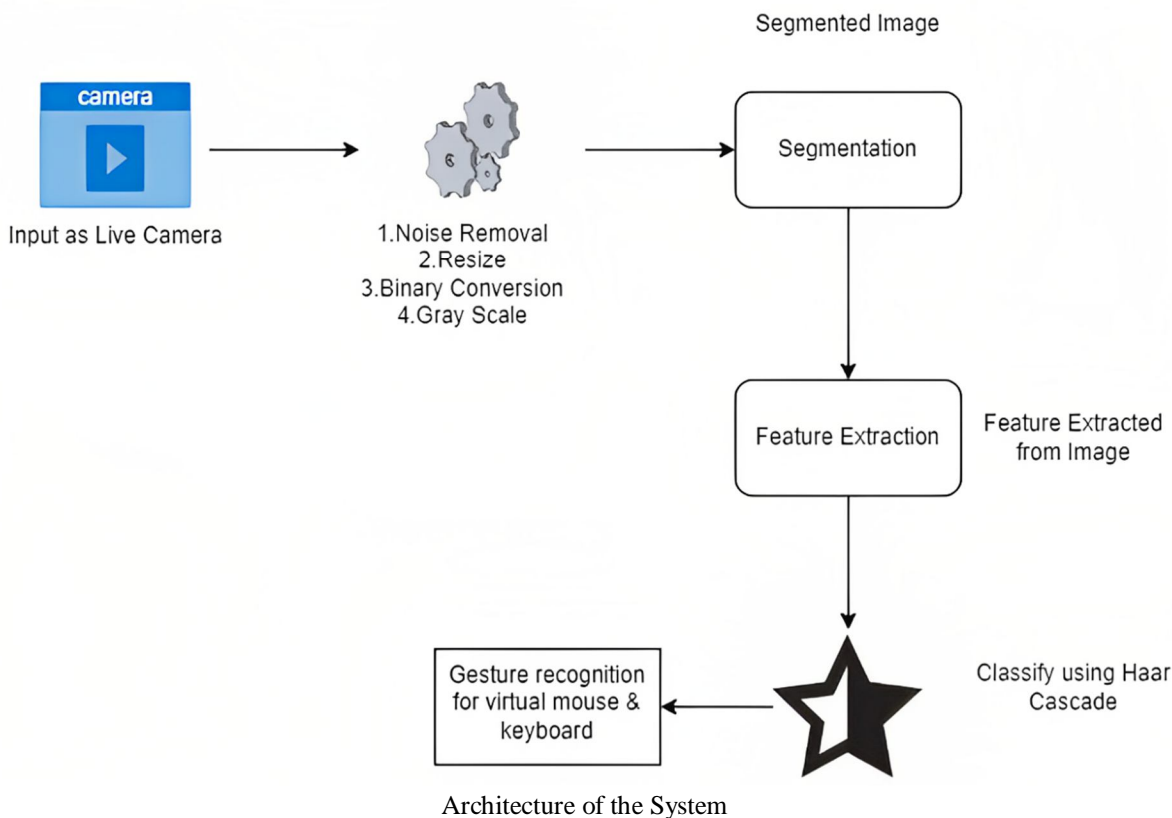 Segmented Image
camera
Input as Live Camera
1.Noise Removal
2.Resize
3.Binary Conversion
4.Gray Scale
Segmentation
Feature Extraction
Feature Extracted
from Image
Classify using Haar
Cascade
Gesture recognition
for virtual mouse &
keyboard
Architecture of the System